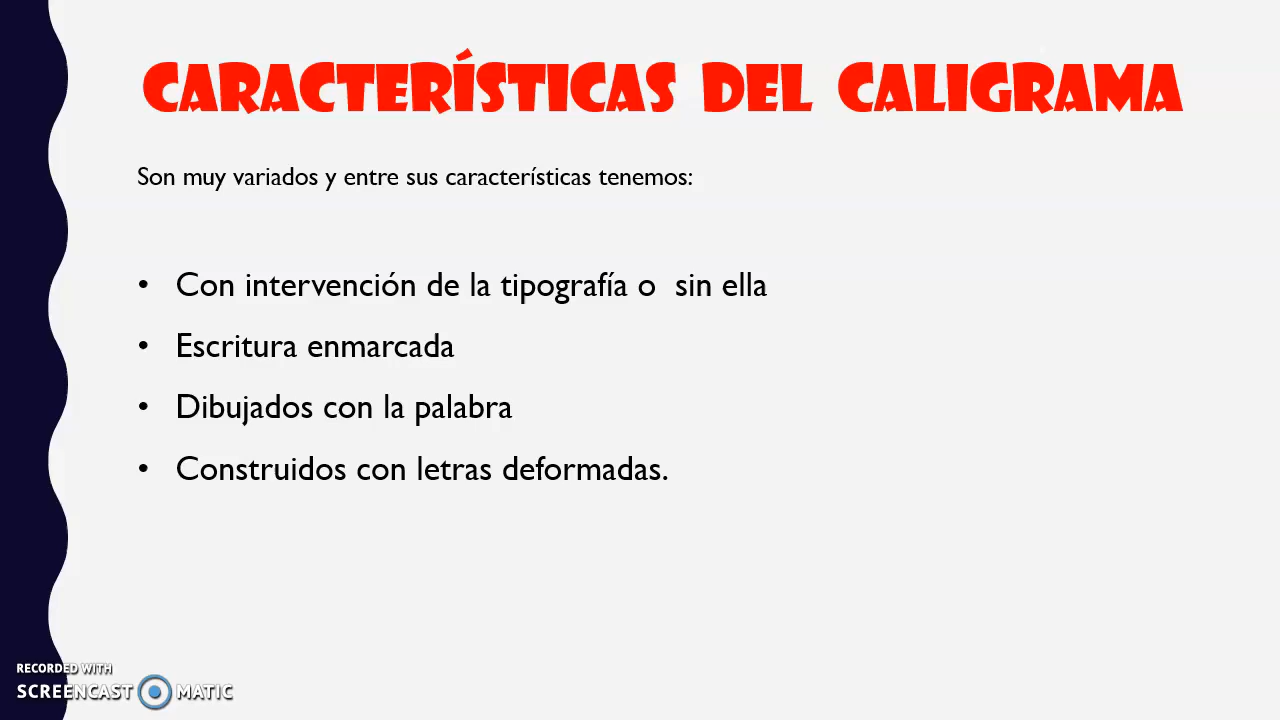 CARACTERÍSTICAS DEL CALIGRAMA
Son muy variados y entre sus características tenemos:
• Con intervención de la tipografía o sin ella
• Escritura enmarcada
• Dibujados con la palabra
• Construidos con letras deformadas.
RECORDED WITH
SCREENCAST MATIC